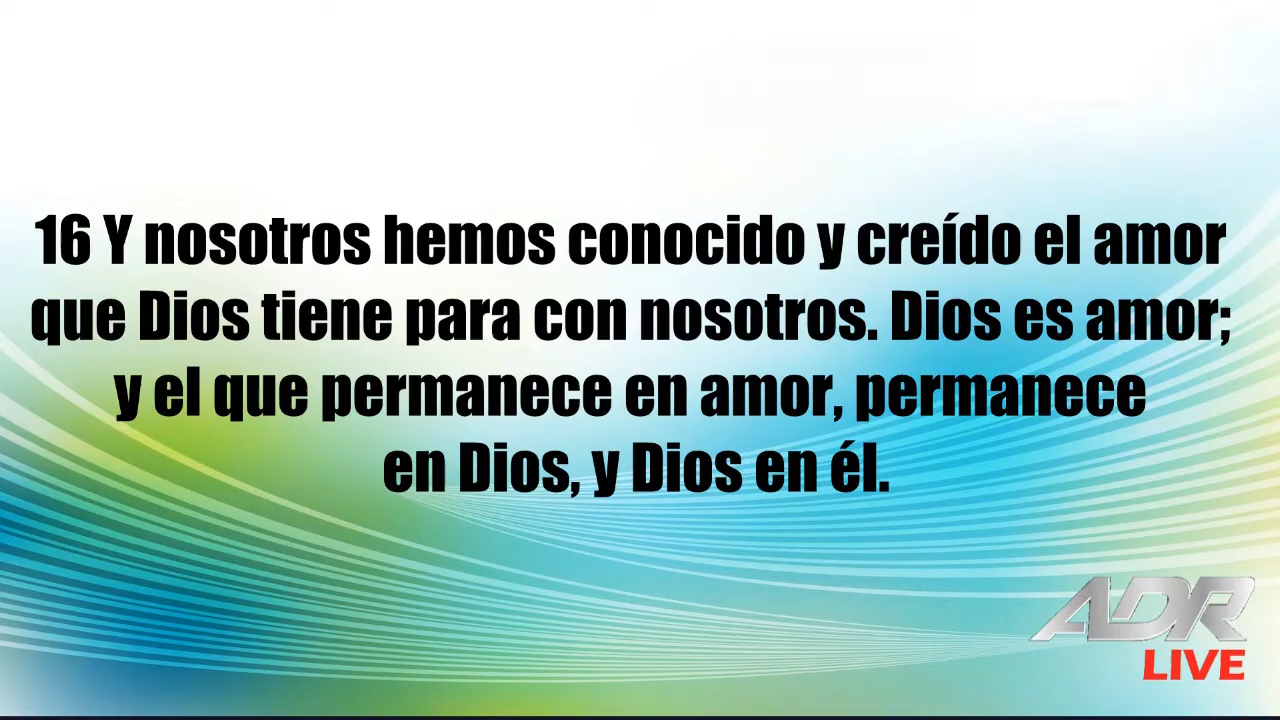 16 Y nosotros hemos conocido y creído el amor
que Dios tiene para con nosotros. Dios es amor;
y el que permanece en amor, permanece
en Dios, y Dios en él.
ADR
LIVE